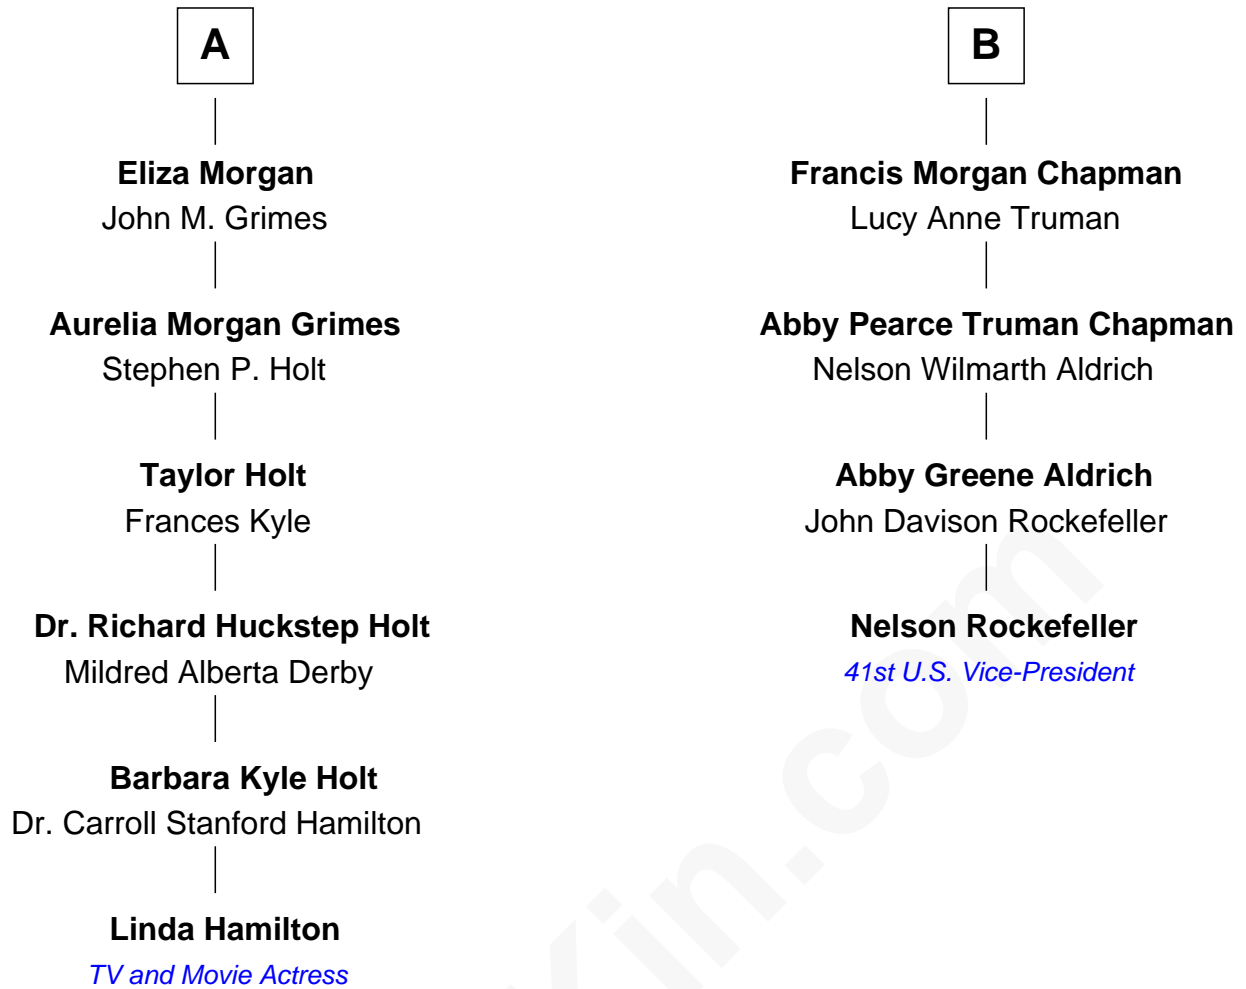 A
Eliza Morgan
John M. Grimes
Aurelia Morgan Grimes
Stephen P. Holt
Taylor Holt
Frances Kyle
Dr. Richard Huckstep Holt
Mildred Alberta Derby
Barbara Kyle Holt
Dr. Carroll Stanford Hamilton
Linda Hamilton
TV and Movie Actress
B
Francis Morgan Chapman
Lucy Anne Truman
Abby Pearce Truman Chapman
Nelson Wilmarth Aldrich
Abby Greene Aldrich
John Davison Rockefeller
Nelson Rockefeller
41st U.S. Vice-President
Kin.com